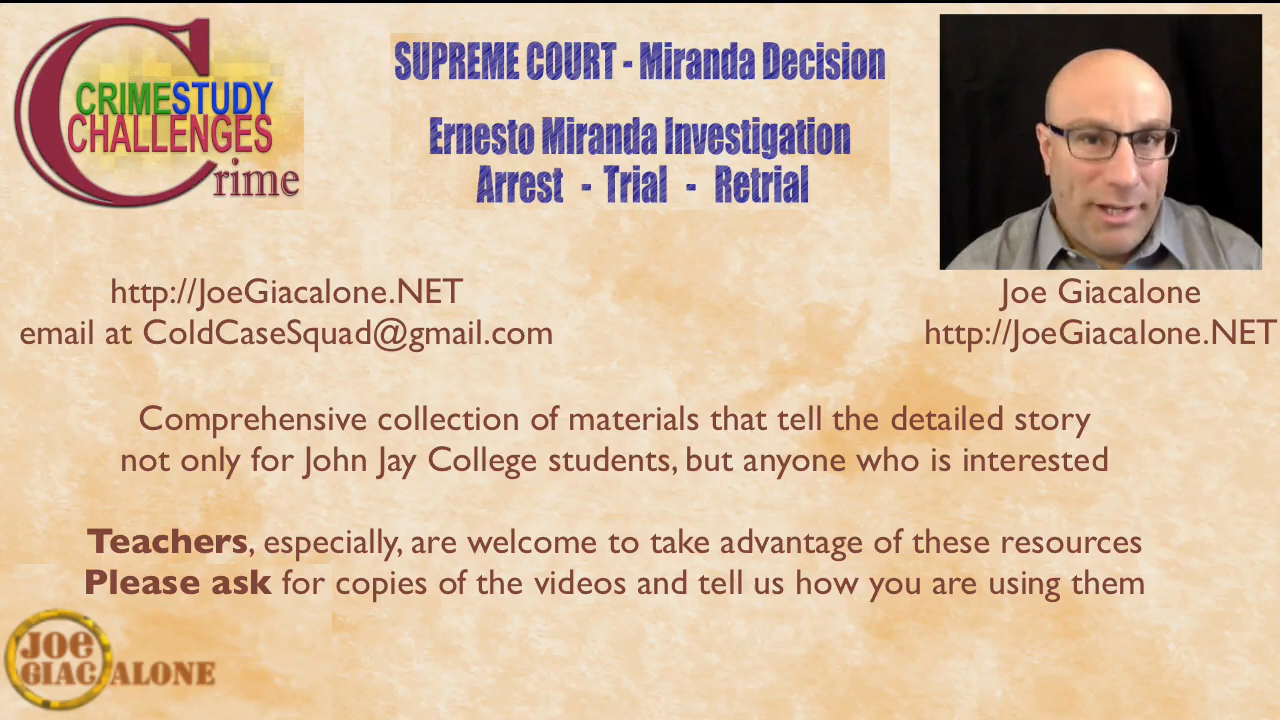 CRIMESTUDY
CHALLENGES
Crime
SUPREME COURT - Miranda Decision
Ernesto Miranda Investigation
Arrest - Trial - Retrial
http://JoeGiacalone.NET
email at ColdCaseSquad@gmail.com
Joe Giacalone
http://JoeGiacalone.NET
Comprehensive collection of materials that tell the detailed story
not only for John Jay College students, but anyone who is interested
Teachers, especially, are welcome to take advantage of these resources
Please ask for copies of the videos and tell us how you are using them
JOE
GIACALONE